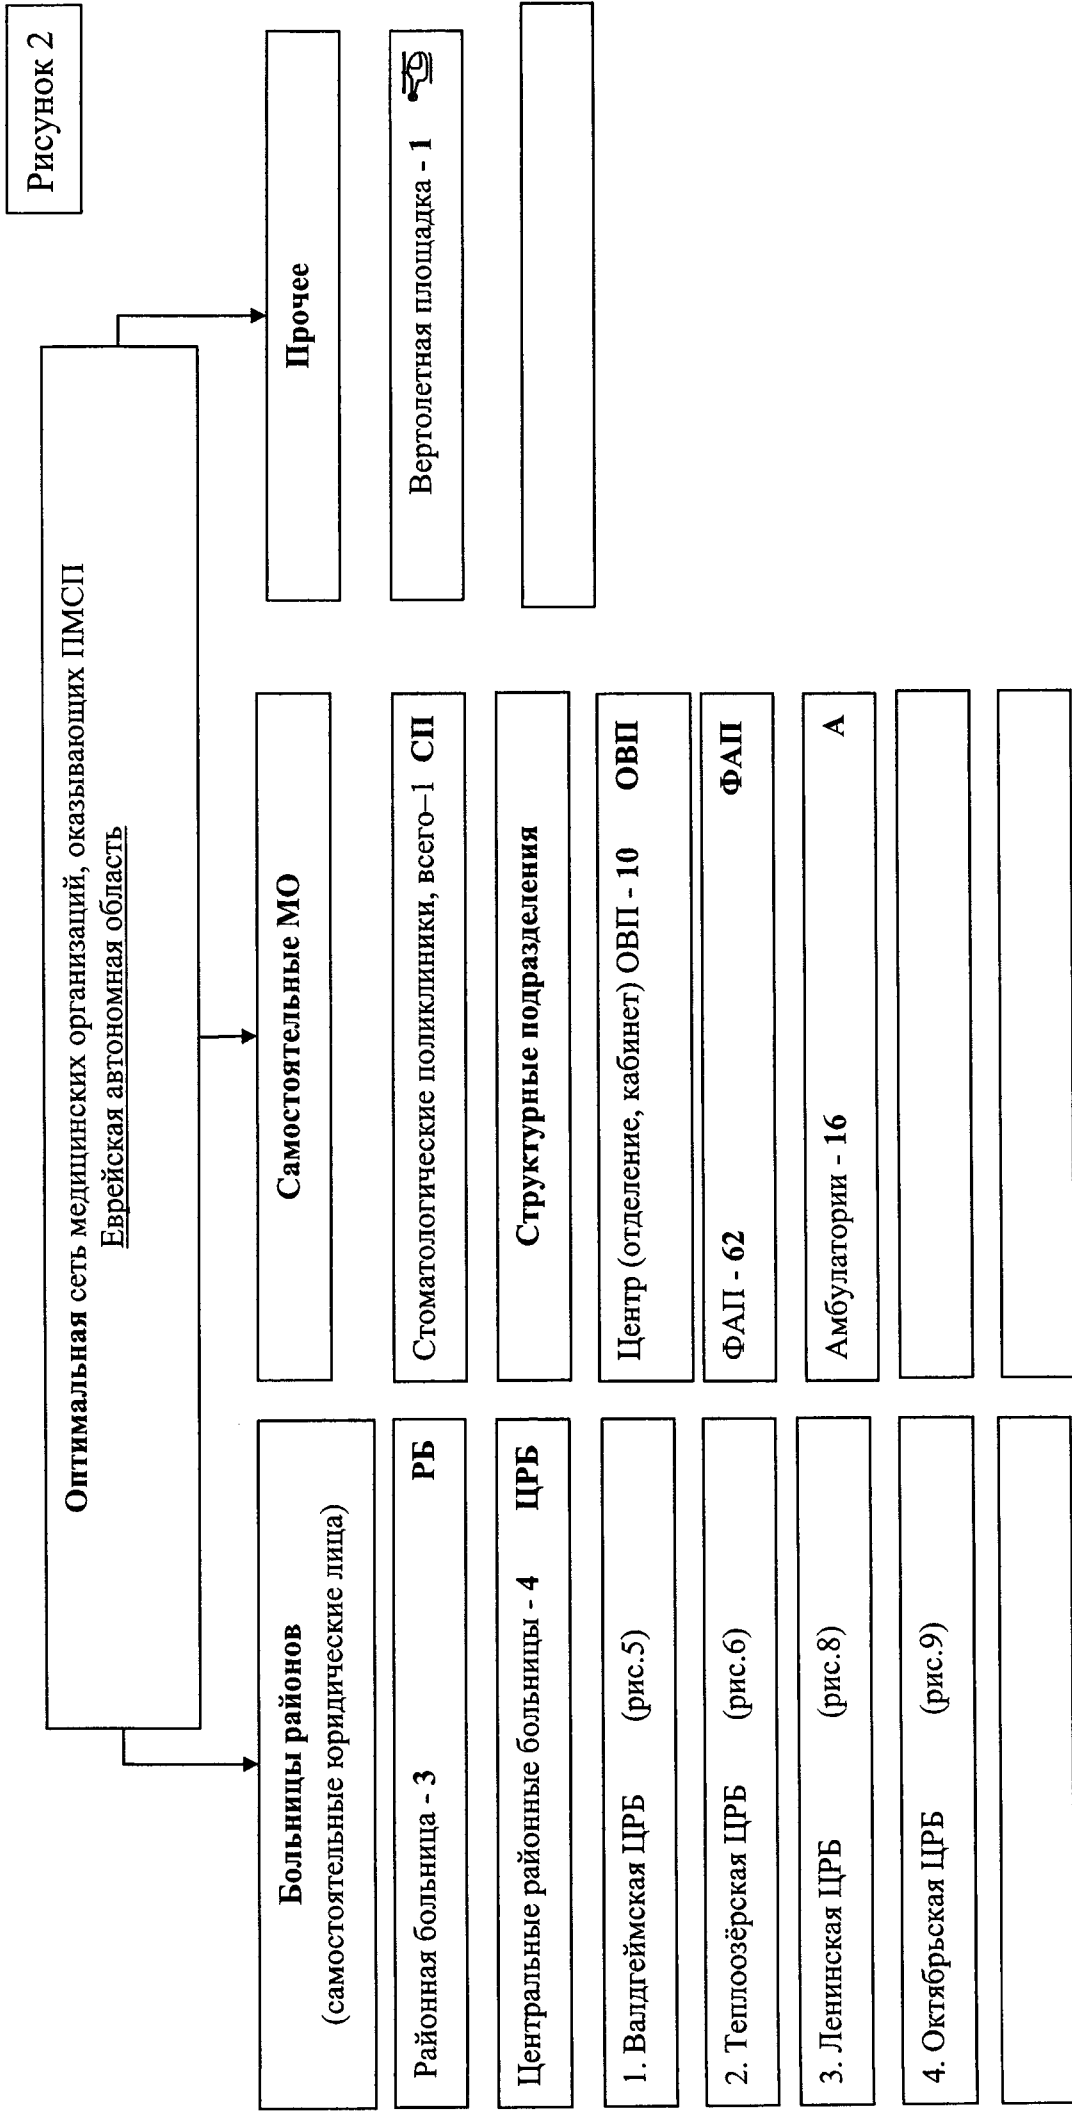 Рисунок 2
Оптимальная сеть медицинских организаций, оказывающих ПМСП
Еврейская автономная область
Больницы районов
(самостоятельные юридические лица)
Районная больница - 3 РБ
Центральные районные больницы - 4 ЦРБ
1. Валдгеймская ЦРБ (рис.5)
2. Теплоозёрская ЦРБ (рис.6)
3. Ленинская ЦРБ (рис.8)
4. Октябрьская ЦРБ (рис.9)
Самостоятельные МО
Стоматологические поликлиники, всего–1 СП
Структурные подразделения
Центр (отделение, кабинет) ОВП - 10 ОВП
ФАП - 62 ФАП
Амбулатории - 16 А
Прочее
Вертолетная площадка - 1